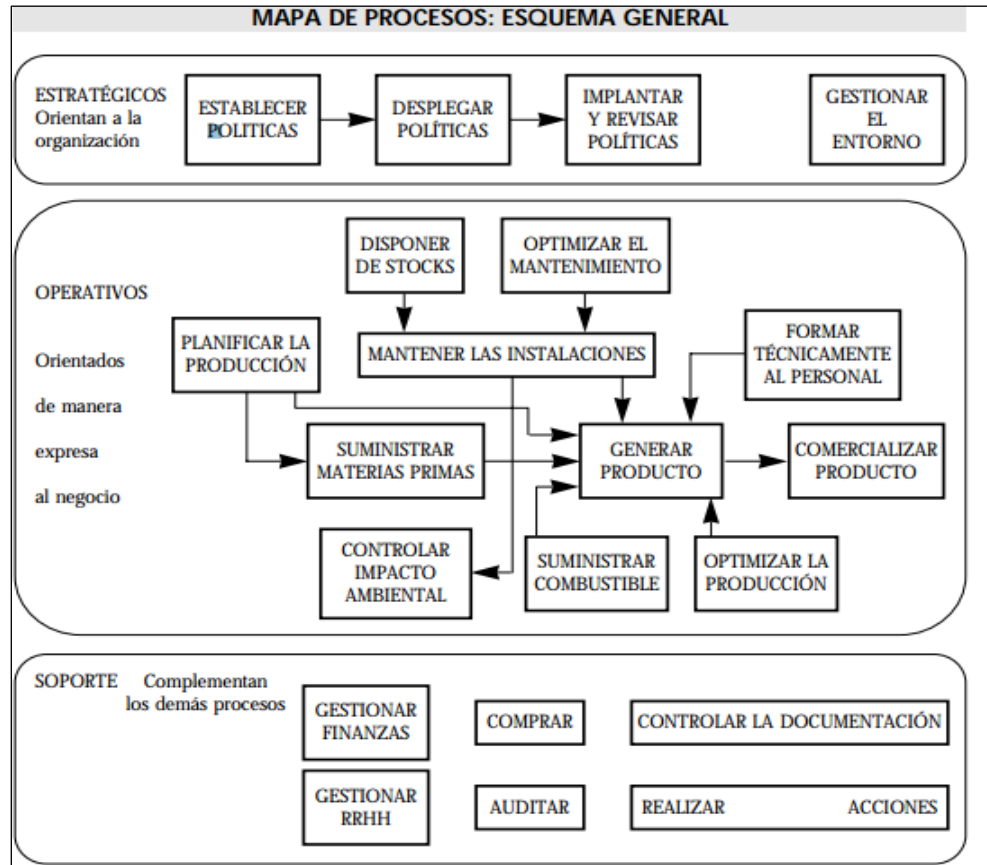 MAPA DE PROCESOS: ESQUEMA GENERAL
ESTRATÉGICOS
Orientan a la
organización
ESTABLECER
POLITICAS
DESPLEGAR
POLÍTICAS
IMPLANTAR
Y REVISAR
POLÍTICAS
GESTIONAR
EL
ENTORNO
OPERATIVOS
Orientados
de manera
expresa
al negocio
DISPONER
DE STOCKS
OPTIMIZAR EL
MANTENIMIENTO
PLANIFICAR LA
PRODUCCIÓN
MANTENER LAS INSTALACIONES
FORMAR
TÉCNICAMENTE
AL PERSONAL
SUMINISTRAR
MATERIAS PRIMAS
GENERAR
PRODUCTO
COMERCIALIZAR
PRODUCTO
CONTROLAR
IMPACTO
AMBIENTAL
SUMINISTRAR
COMBUSTIBLE
OPTIMIZAR LA
PRODUCCIÓN
SOPORTE Complementan
los demás procesos
GESTIONAR
FINANZAS
COMPRAR
CONTROLAR LA DOCUMENTACIÓN
GESTIONAR
RRHH
AUDITAR
REALIZAR ACCIONES